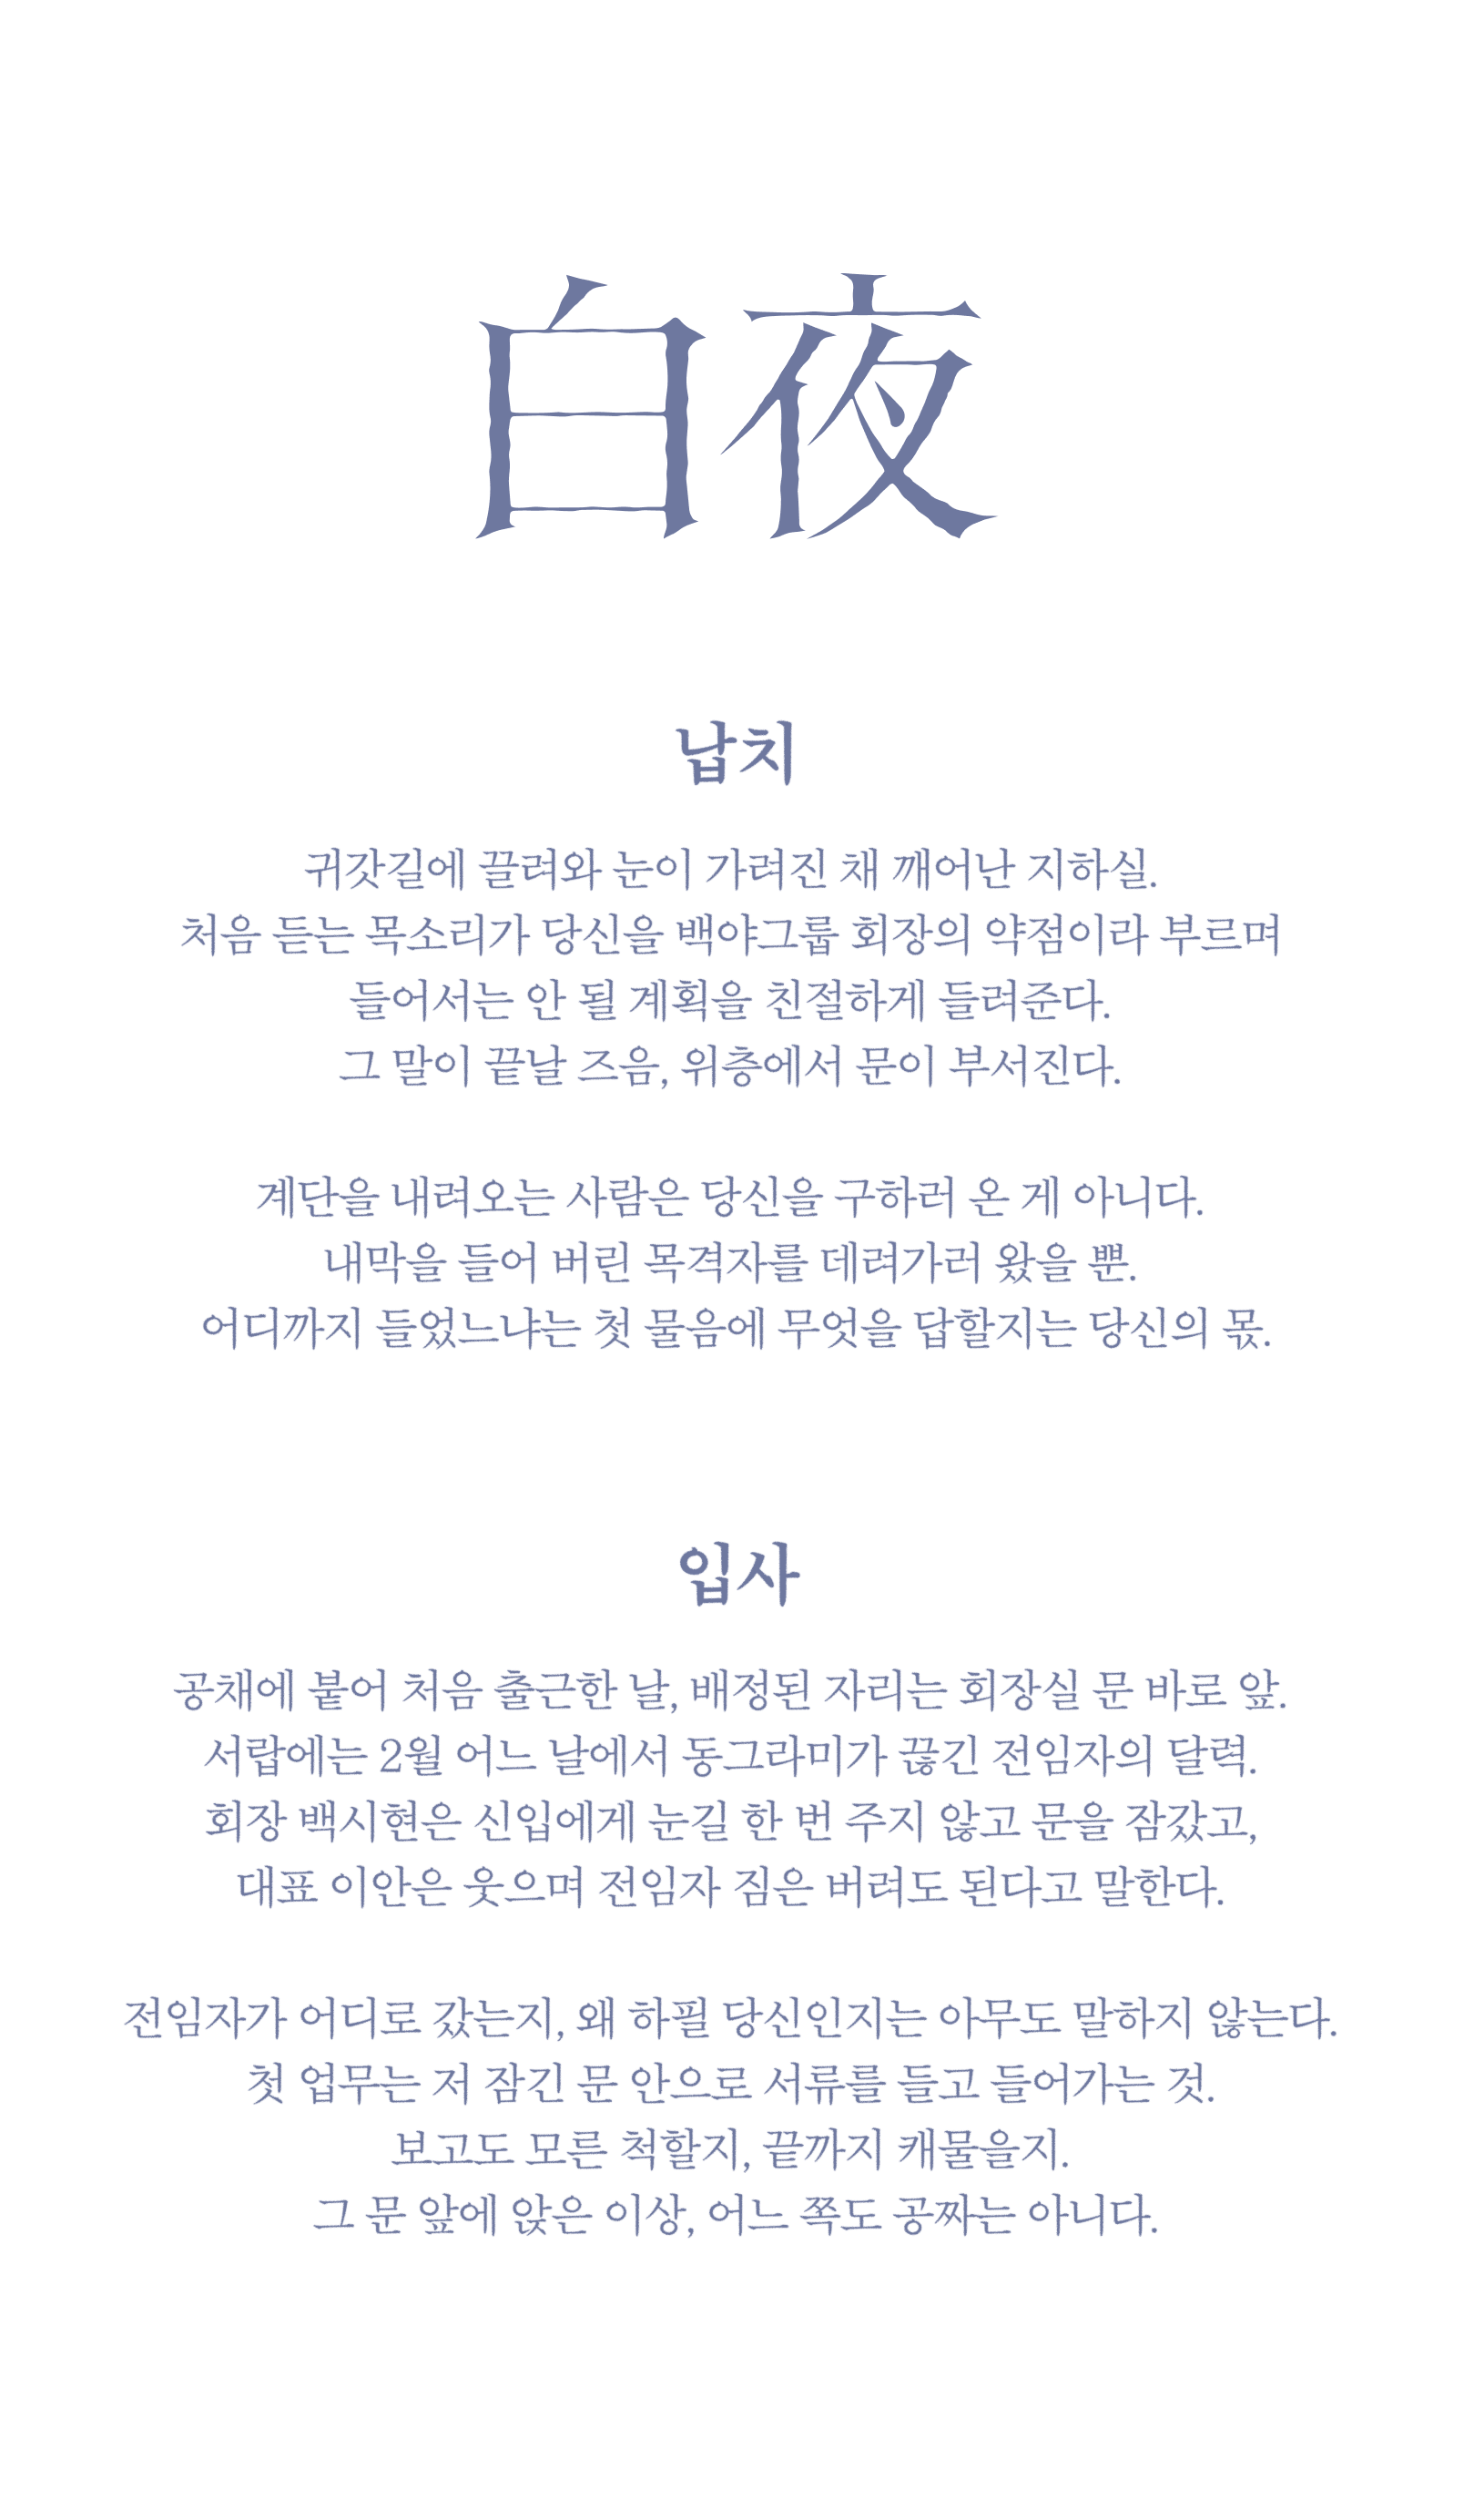 白夜
납치
귀갓길에 끌려와 눈이 가려진 채 깨어난 지하실.
처음 듣는 목소리가 당신을 백야그룹 회장의 약점이라 부르며
들어서는 안 될 계획을 친절하게 들려준다.
그 말이 끝날 즈음, 위층에서 문이 부서진다.
계단을 내려오는 사람은 당신을 구하러 온 게 아니다.
내막을 들어 버린 목격자를 데려가러 왔을 뿐.
어디까지 들었느냐는 첫 물음에 무엇을 답할지는 당신의 몫.
입사
공채에 붙어 처음 출근한 날, 배정된 자리는 회장실 문 바로 앞.
서랍에는 2월 어느 날에서 동그라미가 끊긴 전임자의 달력.
회장 백시현은 신입에게 눈길 한 번 주지 않고 문을 잠갔고,
대표 이안은 웃으며 전임자 짐은 버려도 된다고 말한다.
전임자가 어디로 갔는지, 왜 하필 당신인지는 아무도 말하지 않는다.
첫 업무는 저 잠긴 문 안으로 서류를 들고 들어가는 것.
보고도 모른 척할지, 끝까지 캐물을지.
그 문 앞에 앉은 이상, 어느 쪽도 공짜는 아니다.